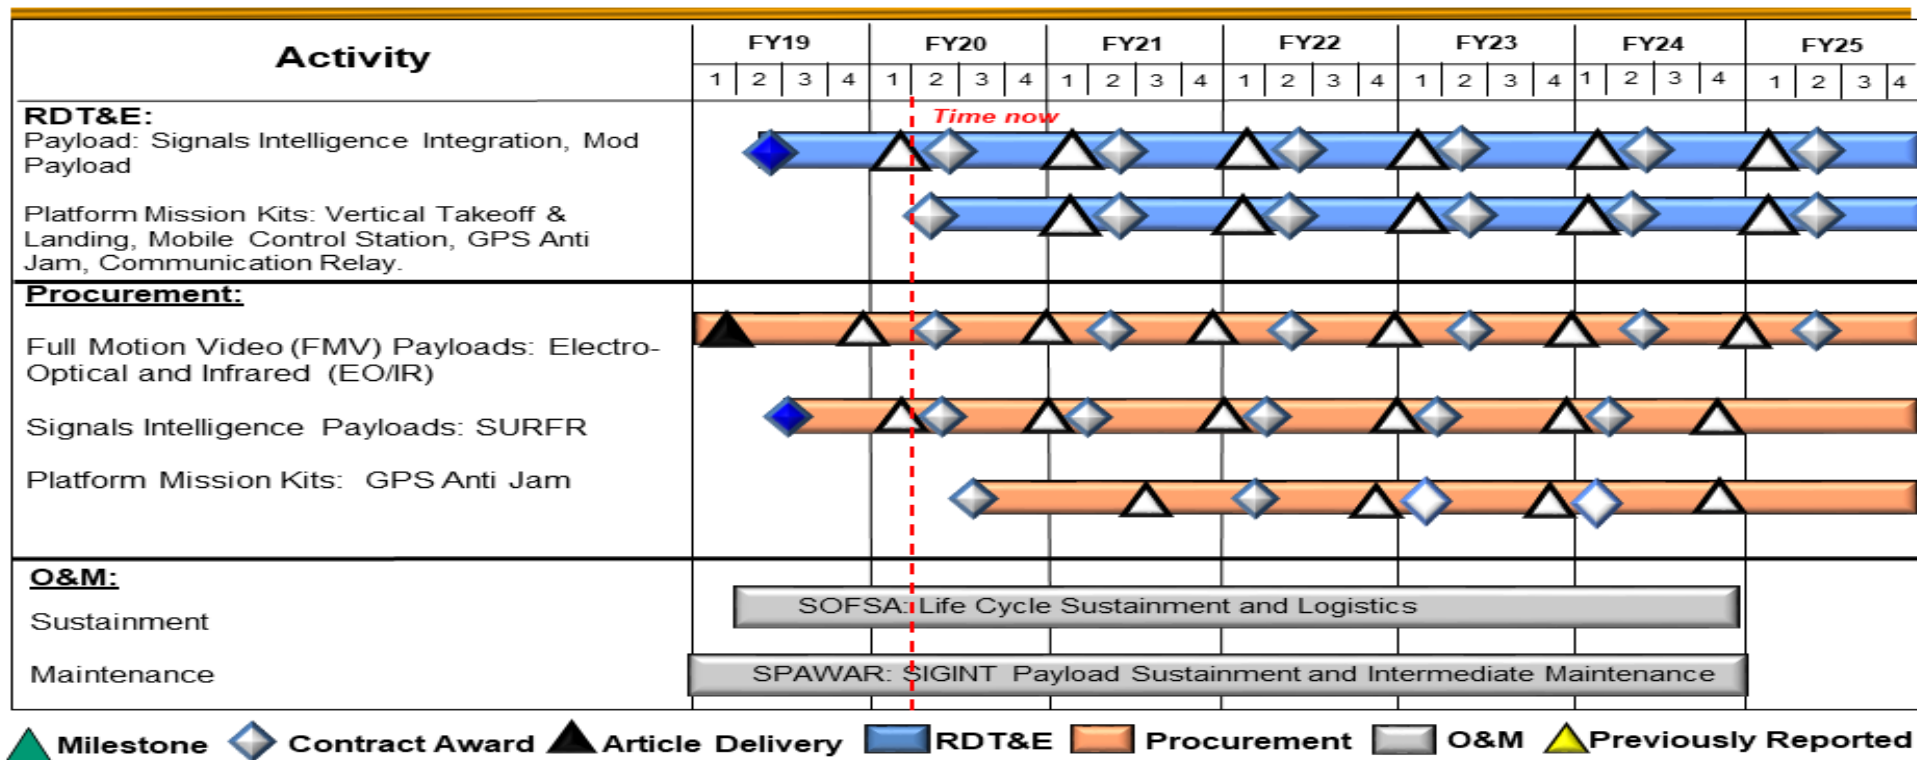 Activity
FY19 FY20 FY21 FY22 FY23 FY24 FY25
1 2 3 4 1 2 3 4 1 2 3 4 1 2 3 4 1 2 3 4 1 2 3 4 1 2 3 4
Time now
RDT&E:
Payload: Signals Intelligence Integration, Mod
Payload
Platform Mission Kits: Vertical Takeoff &
Landing, Mobile Control Station, GPS Anti
Jam, Communication Relay.
Procurement:
Full Motion Video (FMV) Payloads: Electro-
Optical and Infrared (EO/IR)
Signals Intelligence Payloads: SURFR
Platform Mission Kits: GPS Anti Jam
O&M:
SOFSA: Life Cycle Sustainment and Logistics
Sustainment
Maintenance
SPAWAR: SIGINT Payload Sustainment and Intermediate Maintenance
Milestone Contract Award Article Delivery RDT&E Procurement O&M Previously Reported